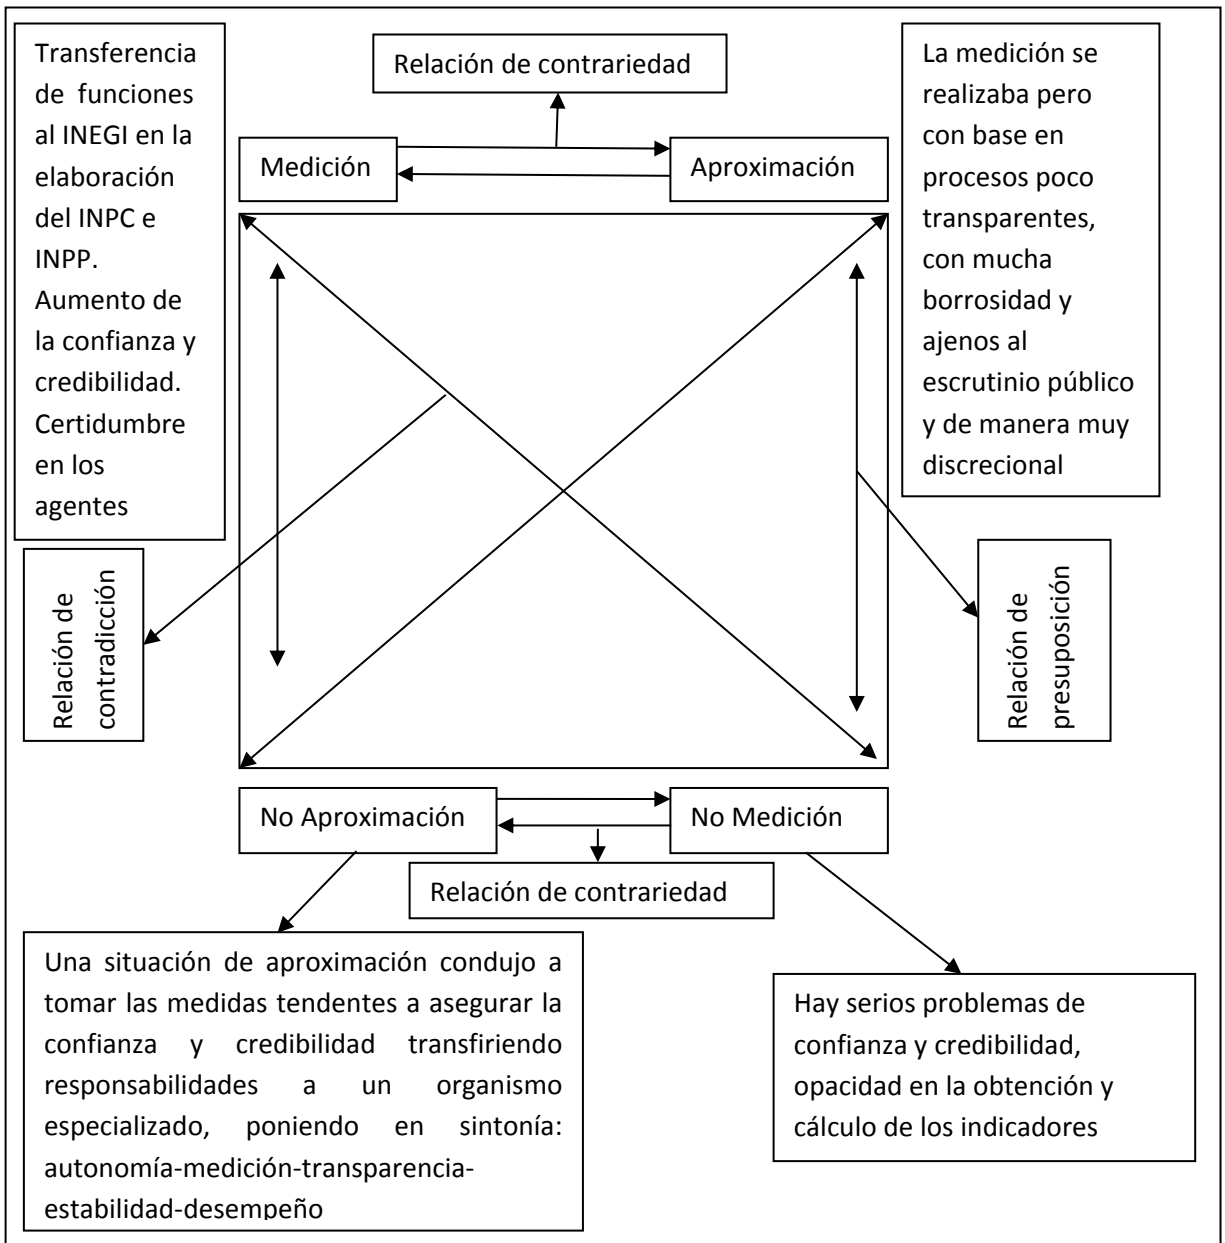 Transferencia
de funciones
al INEGI en la
elaboración
del INPC e
INPP.
Aumento de
la confianza y
credibilidad.
Certidumbre
en los
agentes
Relación de contrariedad
Medición
Aproximación
La medición se
realizaba pero
con base en
procesos poco
transparentes,
con mucha
borrosidad y
ajenos al
escrutinio público
y de manera muy
discrecional
Relación de
contradicción
Relación de
presuposición
No Aproximación
No Medición
Relación de contrariedad
Una situación de aproximación condujo a
tomar las medidas tendentes a asegurar la
confianza y credibilidad transfiriendo
responsabilidades a un organismo
especializado, poniendo en sintonía:
autonomía-medición-transparencia-
estabilidad-desempeño
Hay serios problemas de
confianza y credibilidad,
opacidad en la obtención y
cálculo de los indicadores